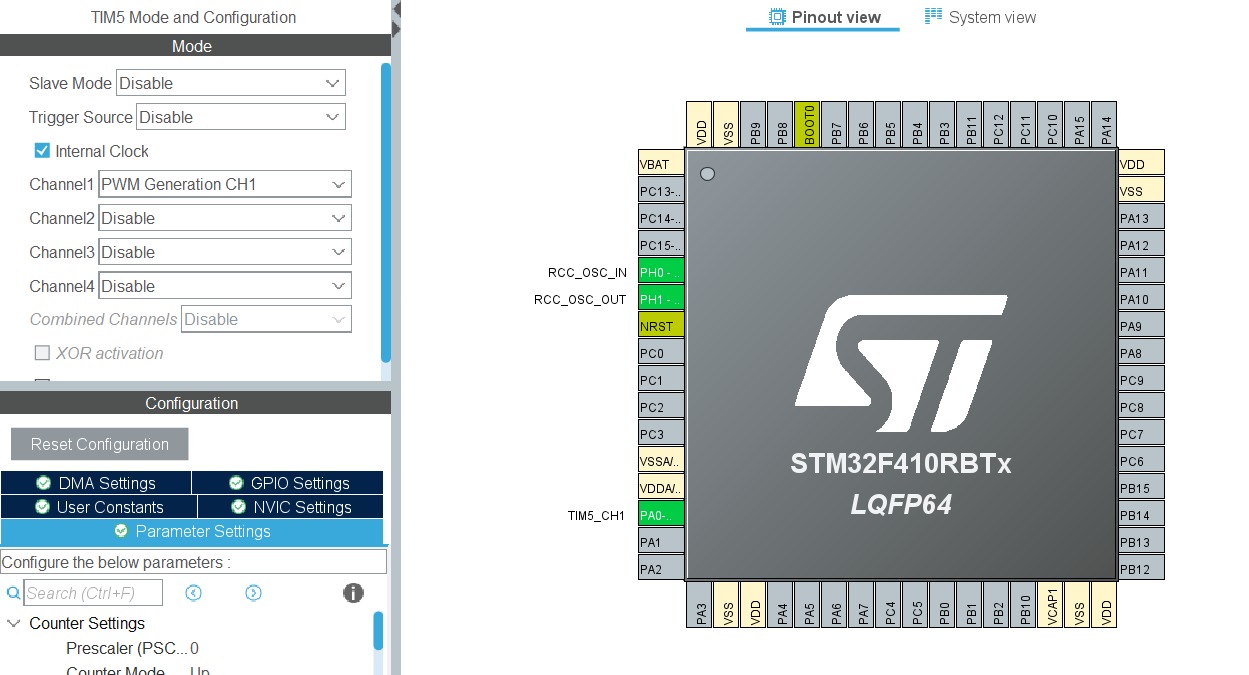 TIM5 Mode and Configuration
Mode
Slave Mode Disable
Trigger Source Disable
Internal Clock
Channel1 PWM Generation CH1
Channel2 Disable
Channel3 Disable
Channel4 Disable
Combined Channels Disable
XOR activation
Configuration
Reset Configuration
DMA Settings GPIO Settings
User Constants NVIC Settings
Parameter Settings
Configure the below parameters :
Search (Ctrl+F)
Counter Settings
Prescaler (PSC... 0
Counter Mode Up
Pinout view System view
VDD VSS PB9 PB8 BOOT0 PB7 PB6 PB5 PB4 PB3 PB11 PC12 PC11 PC10 PA15 PA14
VBAT VDD
PC13-.. VSS
PC14-.. PA13
PC15-.. PA12
RCC_OSC_IN PH0 - .. PA11
RCC_OSC_OUT PH1 - .. PA10
NRST PA9
PC0 PA8
PC1 PC9
PC2 PC8
PC3 PC7
VSSA/.. PC6
VDDA/.. PB15
TIM5_CH1 PA0-.. PB14
PA1 PB13
PA2 PB12
ST
STM32F410RBTx
LQFP64
PA3 VSS VDD PA4 PA5 PA6 PA7 PC4 PC5 PB0 PB1 PB2 PB10 VCAP1 VSS VDD